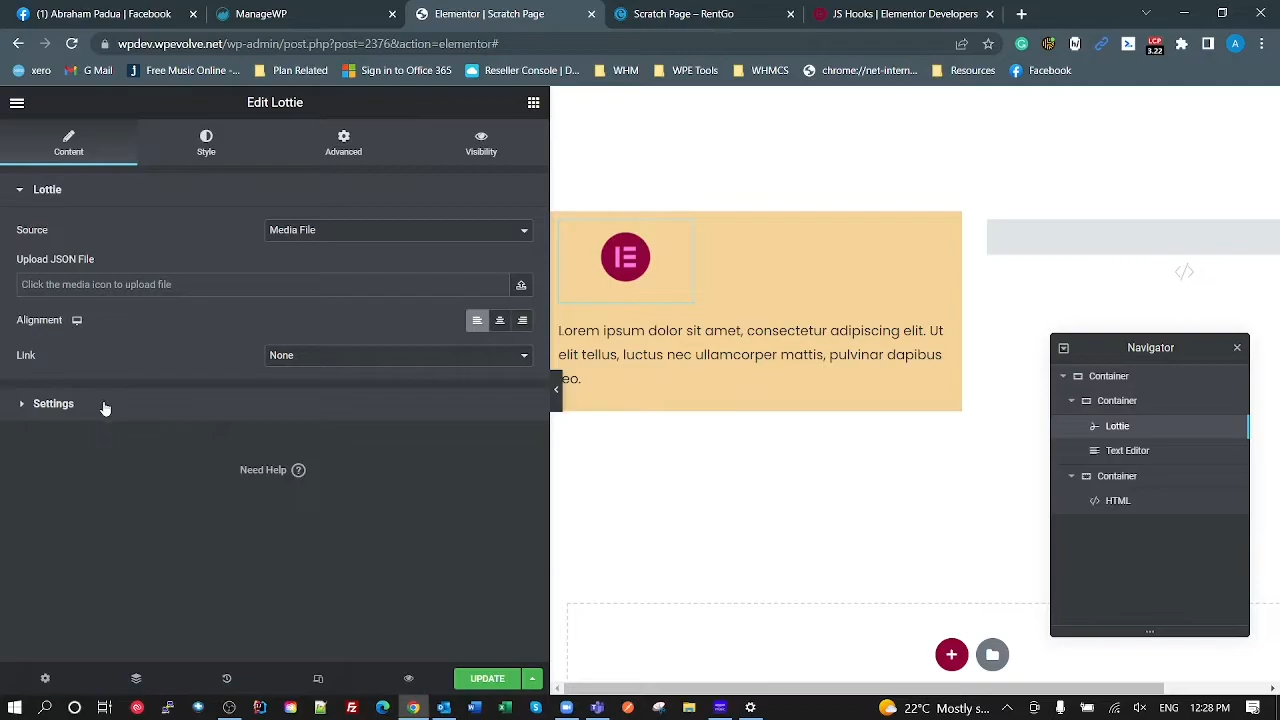 (1) Abraham Padua | Facebook
ManageWP
Elementor | Scratch Page
Scratch Page – RentGo
JS Hooks | Elementor Developers
wpdev.wpevolve.net/wp-admin/post.php?post=2376&action=elementor#
LCP
3.22
A
xero
G Mail
Free Music Online -...
Plan Rehind
Sign in to Office 365
Reseller Console | D...
WHM
WPE Tools
WHMCS
chrome://net-intern...
Resources
Facebook
Edit Lottie
Content
Style
Advanced
Visibility
Lottie
Source
Media File
Upload JSON File
Click the media icon to upload file
Alignment
Link
None
Settings
Need Help
UPDATE
Lorem ipsum dolor sit amet, consectetur adipiscing elit. Ut
elit tellus, luctus nec ullamcorper mattis, pulvinar dapibus
leo.
Navigator
Container
Container
Lottie
Text Editor
Container
HTML
22°C Mostly s...
ENG
12:28 PM